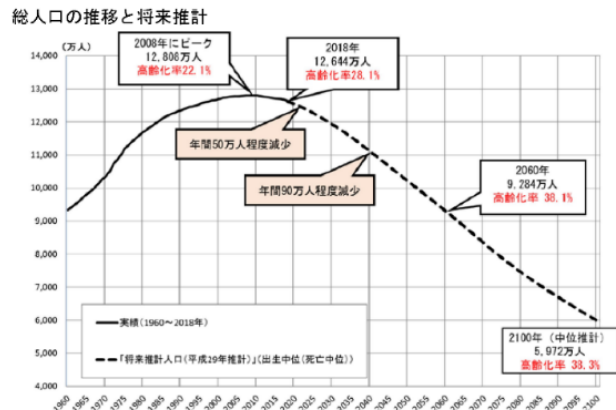 総人口の推移と将来推計
(万人)
14,000
13,000
12,000
11,000
10,000
9,000
8,000
7,000
6,000
5,000
4,000
2008年にピーク
12,808万人
高齢化率22.1%
2018年
12,644万人
高齢化率28.1%
年間50万人程度減少
年間90万人程度減少
2060年
9,284万人
高齢化率 38.1%
実績(1960~2018年)
「将来推計人口(平成29年推計)」(出生中位(死亡中位))
2100年(中位推計)
5,972万人
高齢化率 38.3%
1960
1965
1970
1975
1980
1985
1990
1995
2000
2005
2010
2015
2020
2025
2030
2035
2040
2045
2050
2055
2060
2065
2070
2075
2080
2085
2090
2095
2100